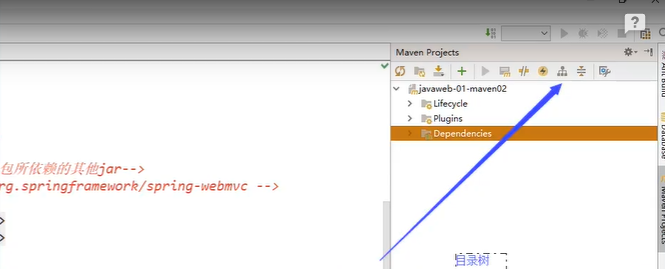 Maven Projects
javaweb-01-maven02
Lifecycle
Plugins
Dependencies
包所依赖的其他jar-->
rg.springframework/spring-webmvc -->
>
>
目录树
Ant Build
Database
Maven Projects